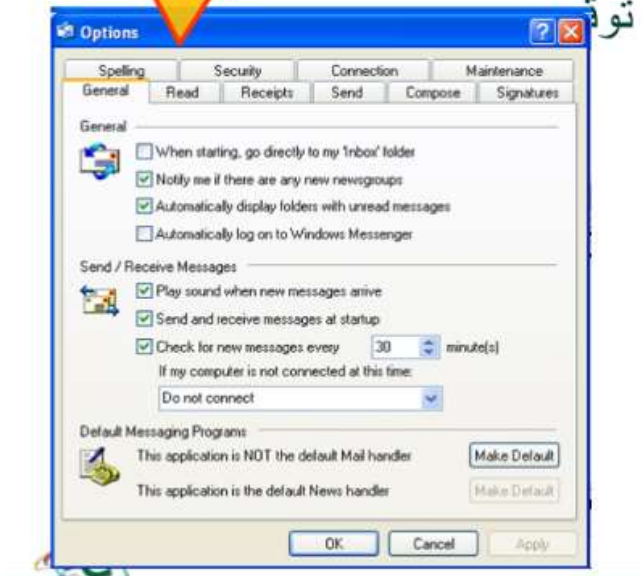 Options
Spelling Security Connection Maintenance
General Read Receipts Send Compose Signatures
General
When starting, go directly to my 'Inbox' folder
Notify me if there are any new newsgroups
Automatically display folders with unread messages
Automatically log on to Windows Messenger
Send / Receive Messages
Play sound when new messages arrive
Send and receive messages at startup
Check for new messages every 30 minute(s)
If my computer is not connected at this time:
Do not connect
Default Messaging Programs
This application is NOT the default Mail handler Make Default
This application is the default News handler Make Default
OK Cancel Apply